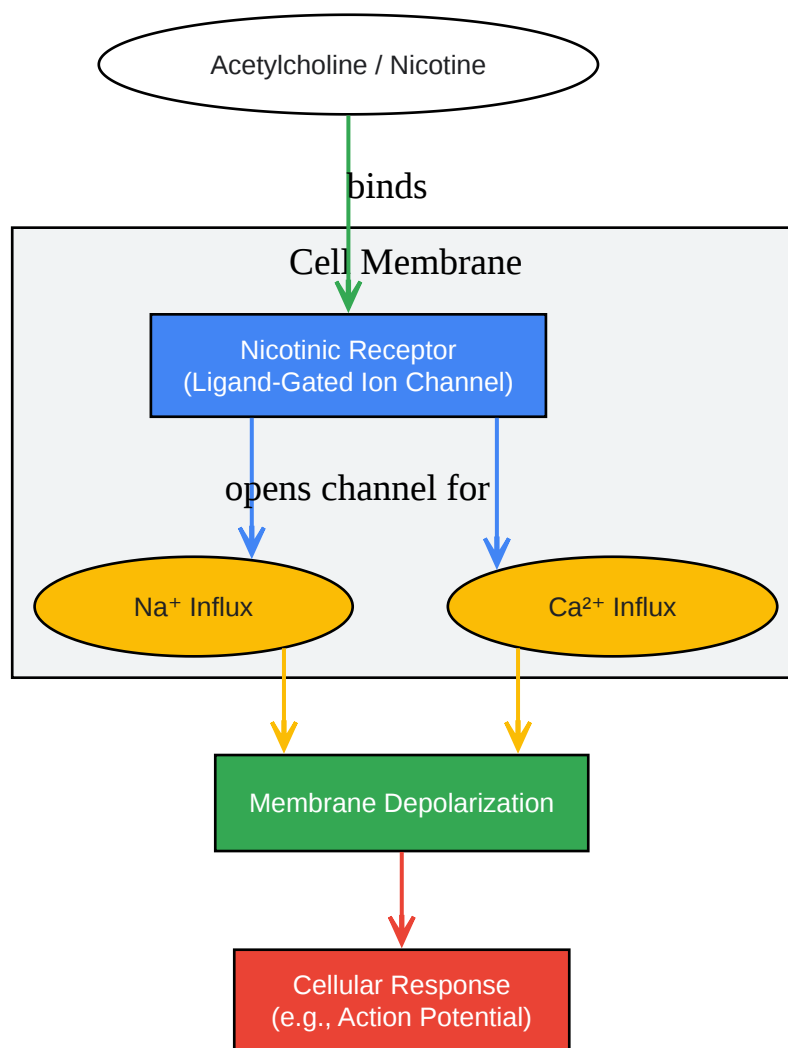 Acetylcholine / Nicotine
binds
Cell Membrane
Nicotinic Receptor
(Ligand-Gated Ion Channel)
opens channel for
Na⁺ Influx
Ca²⁺ Influx
Membrane Depolarization
Cellular Response
(e.g., Action Potential)